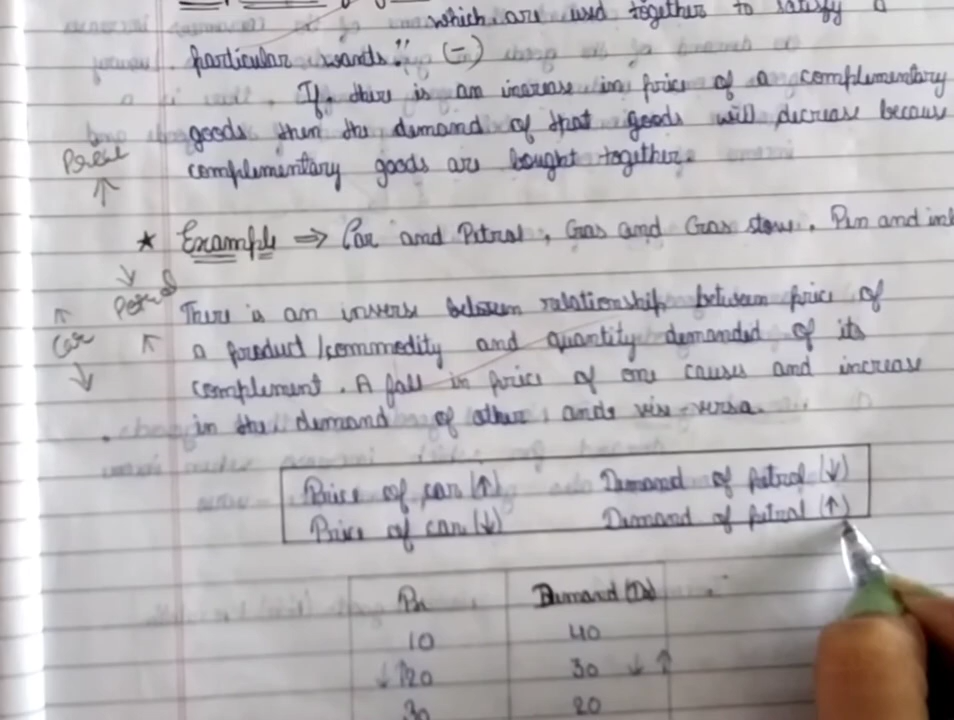 which are used together to satisfy a
particular wands" (-)
If, there is an increase in price of a complementary
goods then the demand of that goods will decrease because
complementary goods are bought together.
Price
↑
* Example ⇒ Car and Petrol, Gas and Gas stove, Pen and ink
↓
Petrol
↑ There is an inverse between relationship between price of
Car ↑ a product/commodity and quantity demanded of its
↓ complement. A fall in price of one causes and increase
in the demand of other, and vis-versa.
Price of car (↑) Demand of petrol (↓)
Price of car (↓) Demand of petrol (↑)
Px Demand (Dx)
10 40
↓↑20 30 ↓ ↑
30 20